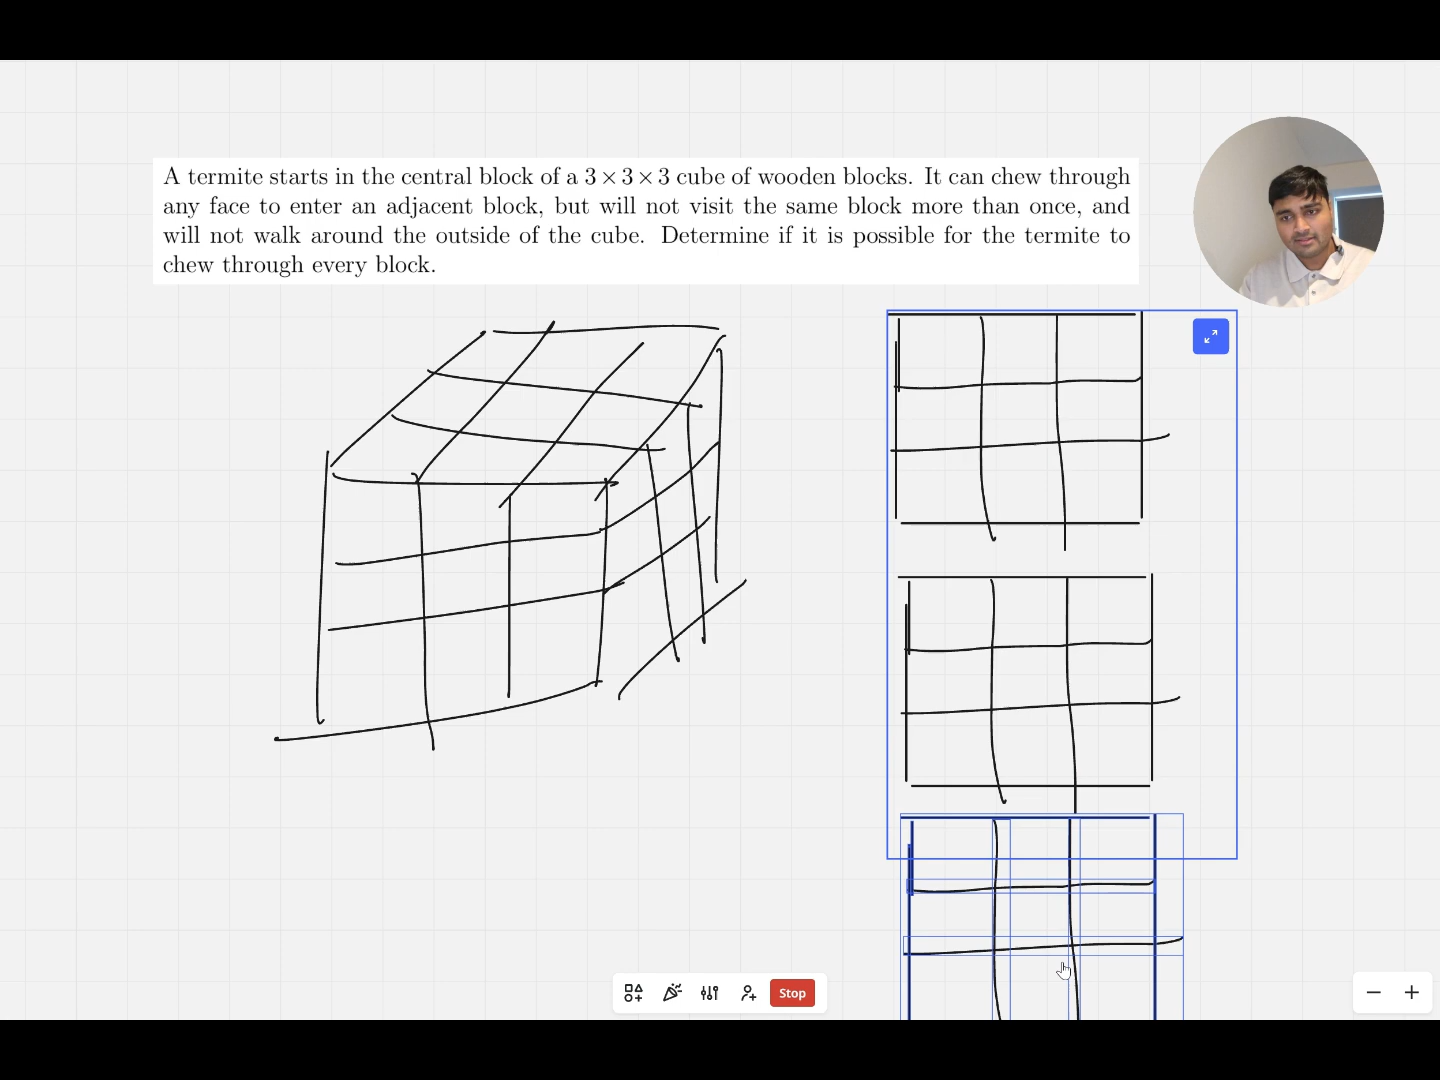 A termite starts in the central block of a 3 × 3 × 3 cube of wooden blocks. It can chew through
any face to enter an adjacent block, but will not visit the same block more than once, and
will not walk around the outside of the cube. Determine if it is possible for the termite to
chew through every block.
Stop